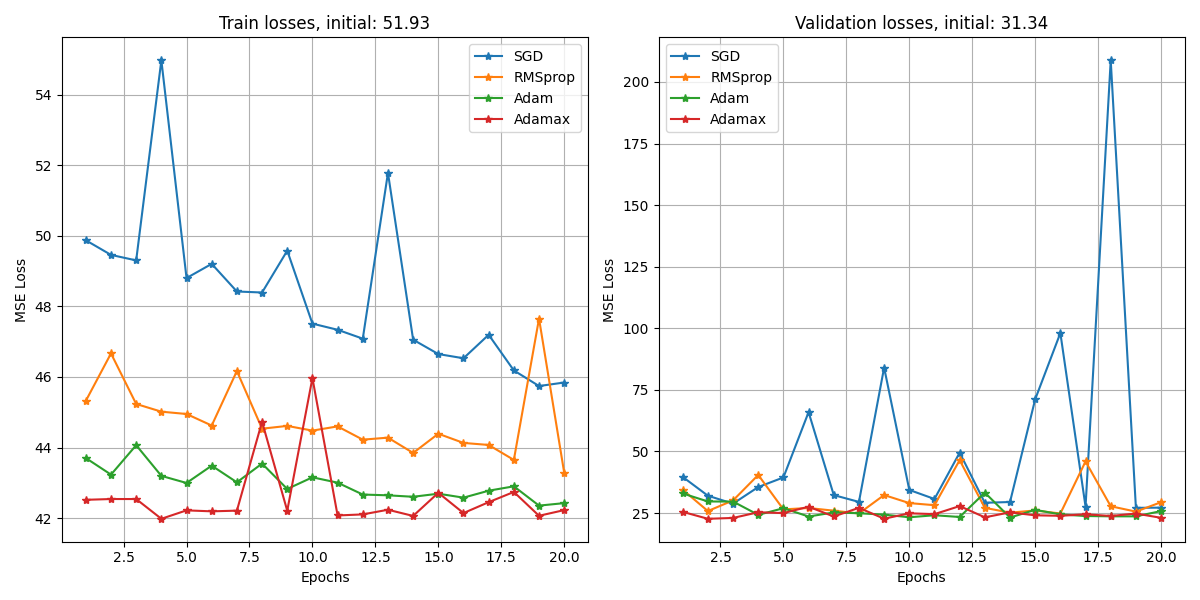 Train losses, initial: 51.93
SGD
RMSprop
Adam
Adamax
54
52
50
48
46
44
42
MSE Loss
2.5 5.0 7.5 10.0 12.5 15.0 17.5 20.0
Epochs
Validation losses, initial: 31.34
SGD
RMSprop
Adam
Adamax
200
175
150
125
100
75
50
25
MSE Loss
2.5 5.0 7.5 10.0 12.5 15.0 17.5 20.0
Epochs